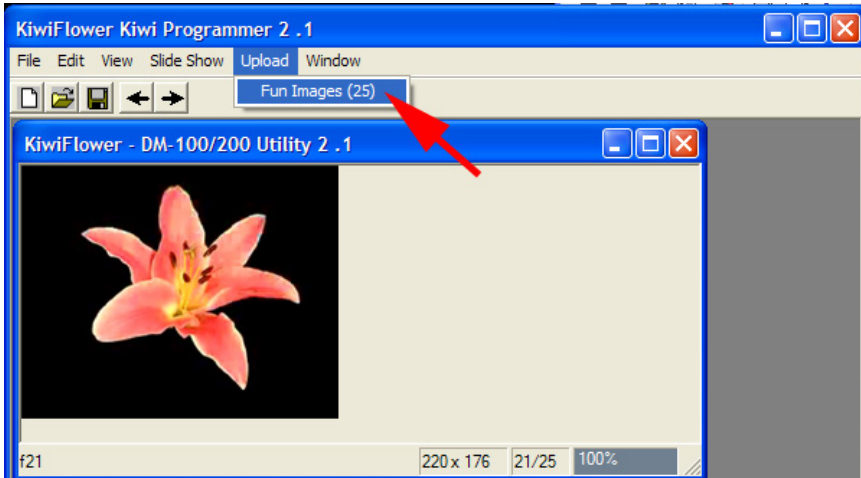 KiwiFlower Kiwi Programmer 2 .1
File Edit View Slide Show Upload Window
Fun Images (25)
KiwiFlower - DM-100/200 Utility 2 .1
f21 220 x 176 21/25 100%